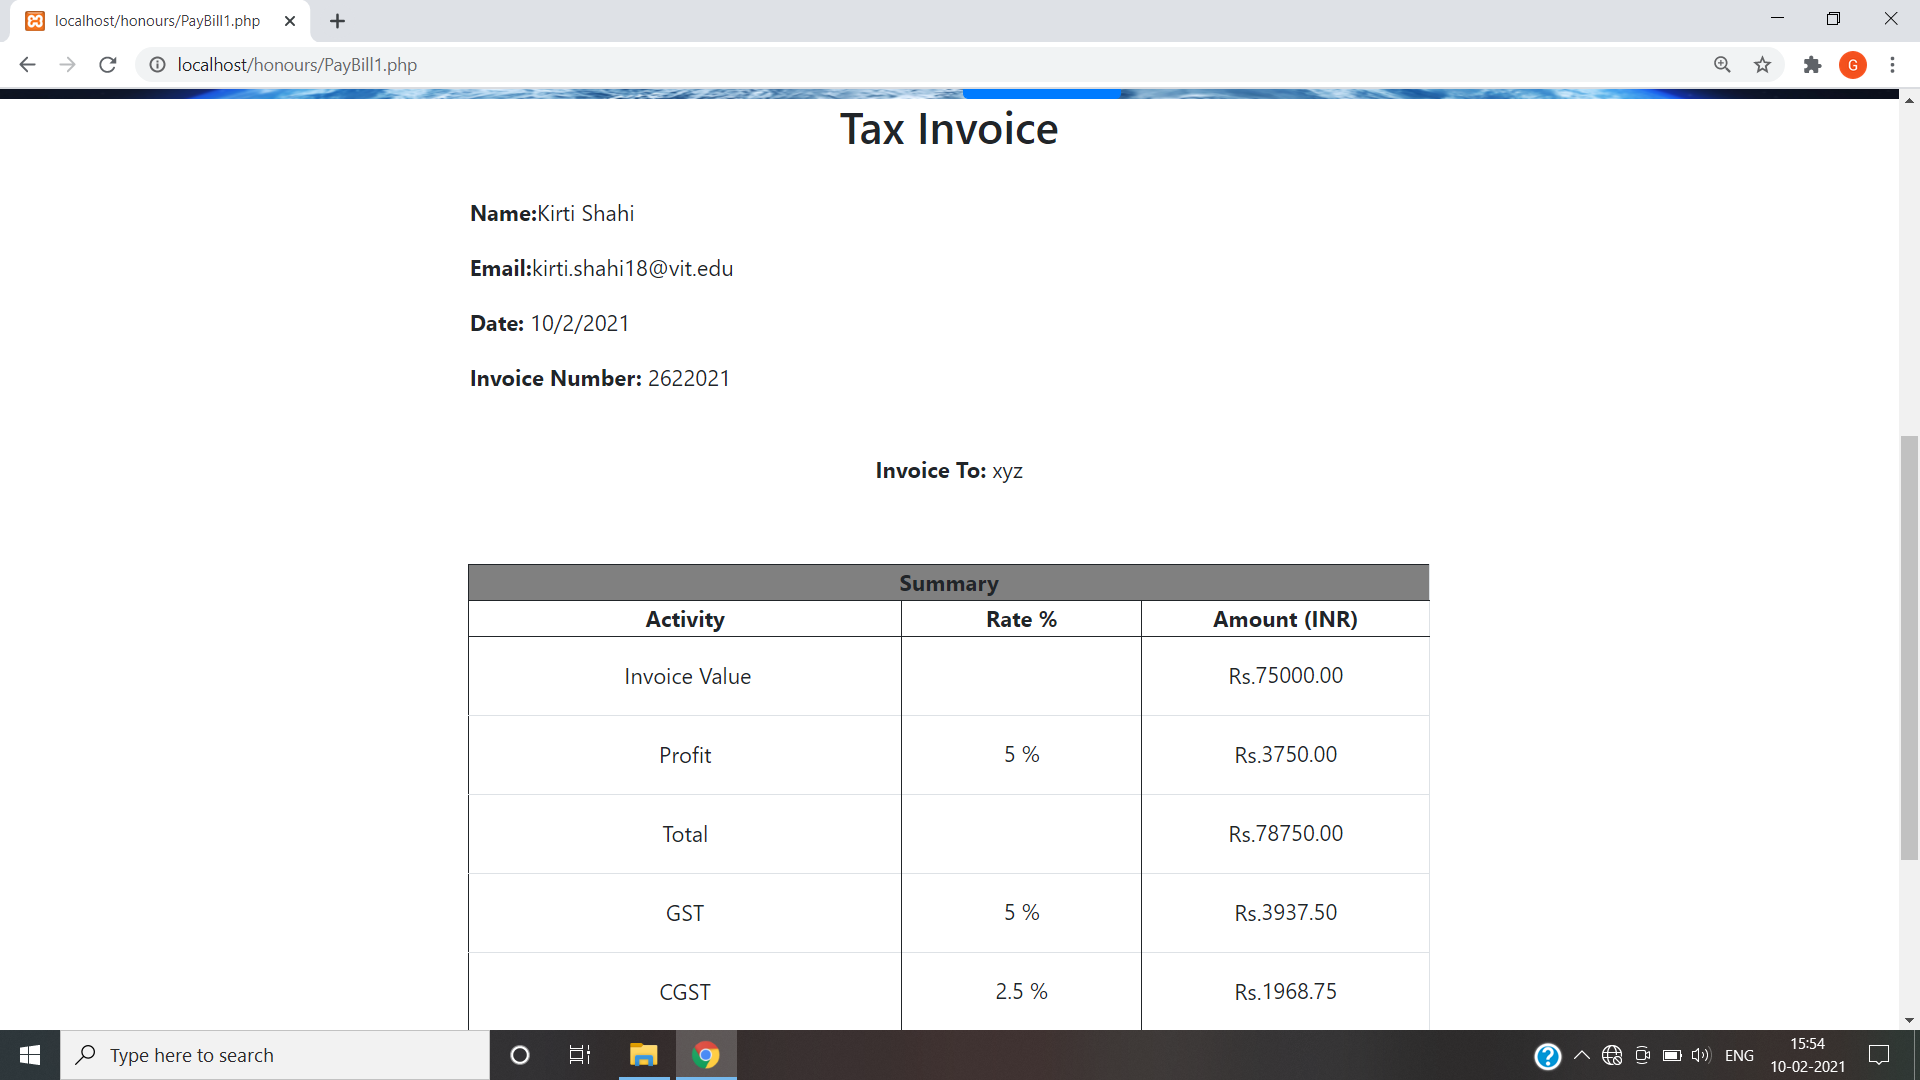 localhost/honours/PayBill1.php
localhost/honours/PayBill1.php
G
Tax Invoice
Name:Kirti Shahi
Email:kirti.shahi18@vit.edu
Date: 10/2/2021
Invoice Number: 2622021
Invoice To: xyz
Summary
Activity Rate % Amount (INR)
Invoice Value Rs.75000.00
Profit 5 % Rs.3750.00
Total Rs.78750.00
GST 5 % Rs.3937.50
CGST 2.5 % Rs.1968.75
Type here to search
ENG
15:54
10-02-2021